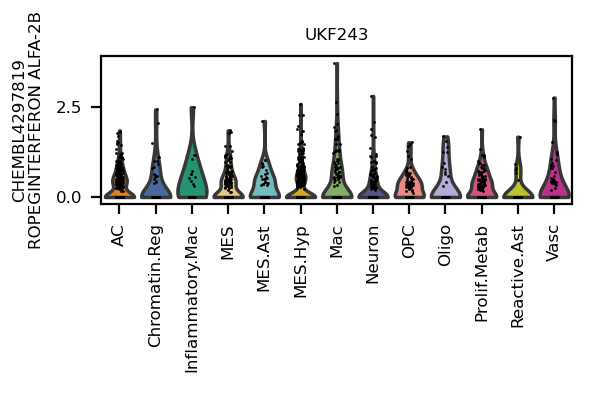 UKF243
CHEMBL4297819
ROPEGINTERFERON ALFA-2B
2.5
0.0
AC
Chromatin.Reg
Inflammatory.Mac
MES
MES.Ast
MES.Hyp
Mac
Neuron
OPC
Oligo
Prolif.Metab
Reactive.Ast
Vasc